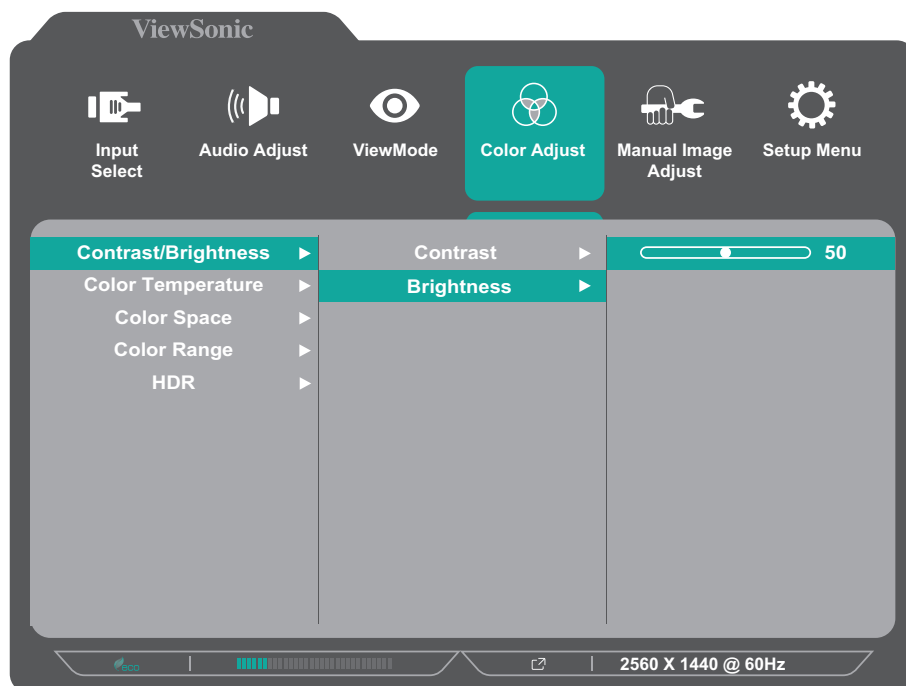 ViewSonic
Input Select
Audio Adjust
ViewMode
Color Adjust
Manual Image Adjust
Setup Menu
Contrast/Brightness
Contrast
50
Color Temperature
Brightness
Color Space
Color Range
HDR
eco
2560 X 1440 @ 60Hz